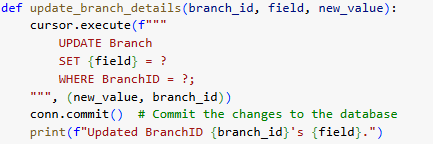 def update_branch_details(branch_id, field, new_value):
    cursor.execute(f"""
        UPDATE Branch
        SET {field} = ?
        WHERE BranchID = ?;
    """, (new_value, branch_id))
    conn.commit()  # Commit the changes to the database
    print(f"Updated BranchID {branch_id}'s {field}.")